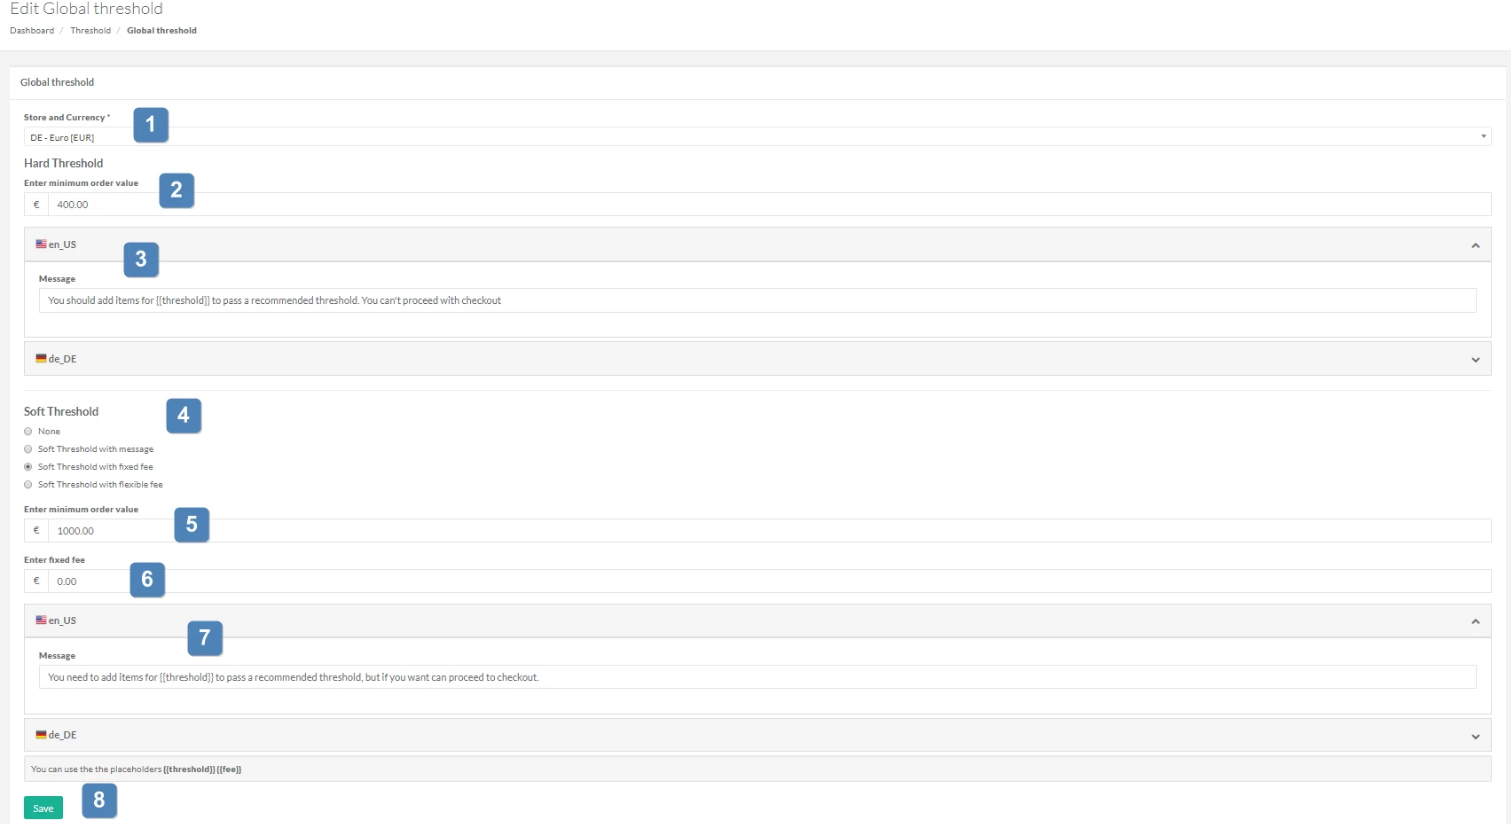 Edit Global threshold
Dashboard / Threshold / Global threshold
Global threshold
Store and Currency *
1
DE - Euro [EUR]
Hard Threshold
Enter minimum order value
2
€ 400.00
en_US
3
Message
You should add items for {{threshold}} to pass a recommended threshold. You can't proceed with checkout
de_DE
Soft Threshold
4
None
Soft Threshold with message
Soft Threshold with fixed fee
Soft Threshold with flexible fee
Enter minimum order value
5
€ 1000.00
Enter fixed fee
6
€ 0.00
en_US
7
Message
You need to add items for {{threshold}} to pass a recommended threshold, but if you want can proceed to checkout.
de_DE
You can use the the placeholders {{threshold}} {{fee}}
Save
8